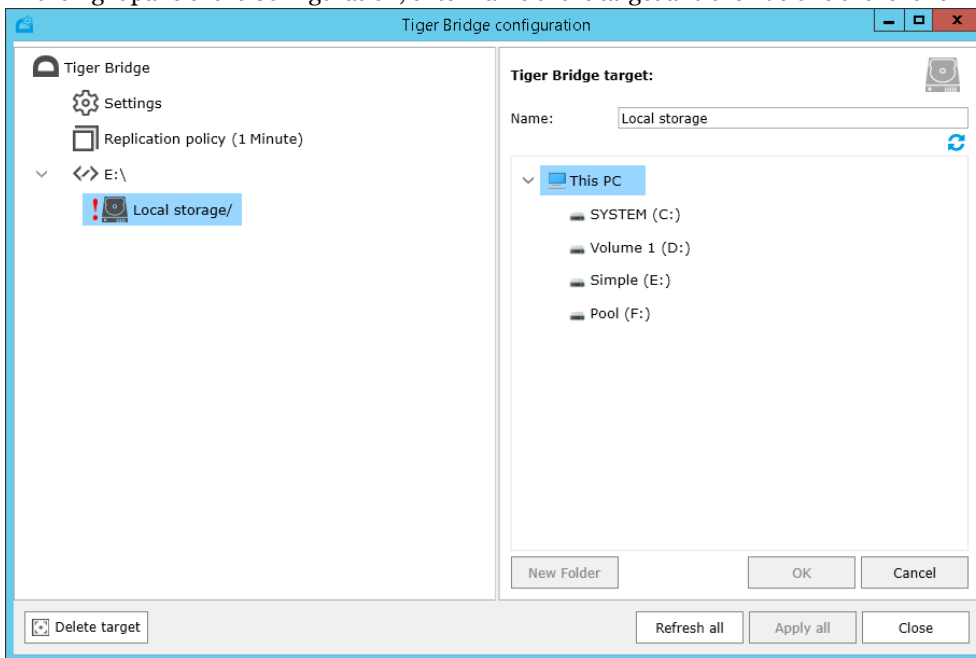 Tiger Bridge configuration
Tiger Bridge
Settings
Replication policy (1 Minute)
E:\
! Local storage/
Tiger Bridge target:
Name: Local storage
This PC
SYSTEM (C:)
Volume 1 (D:)
Simple (E:)
Pool (F:)
New Folder OK Cancel
Delete target Refresh all Apply all Close